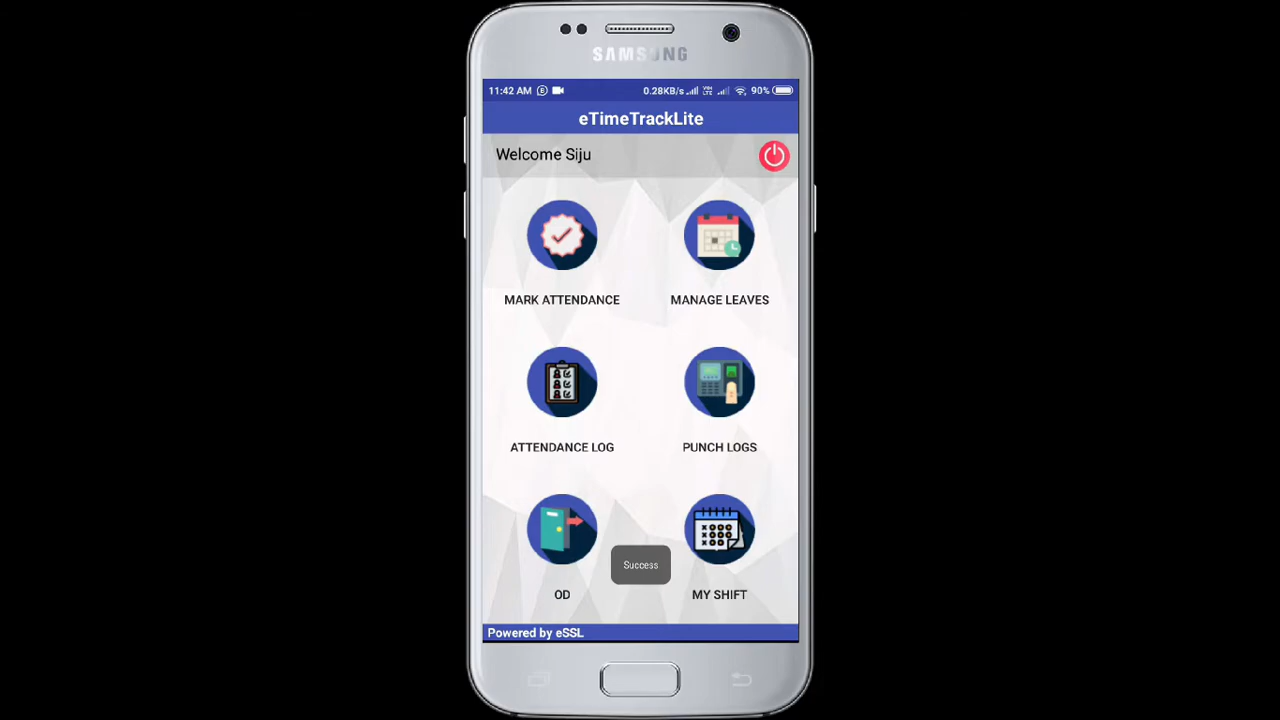 SAMSUNG
11:42 AM 0.28KB/s 90%
eTimeTrackLite
Welcome Siju
MARK ATTENDANCE MANAGE LEAVES
ATTENDANCE LOG PUNCH LOGS
Success
OD MY SHIFT
Powered by eSSL